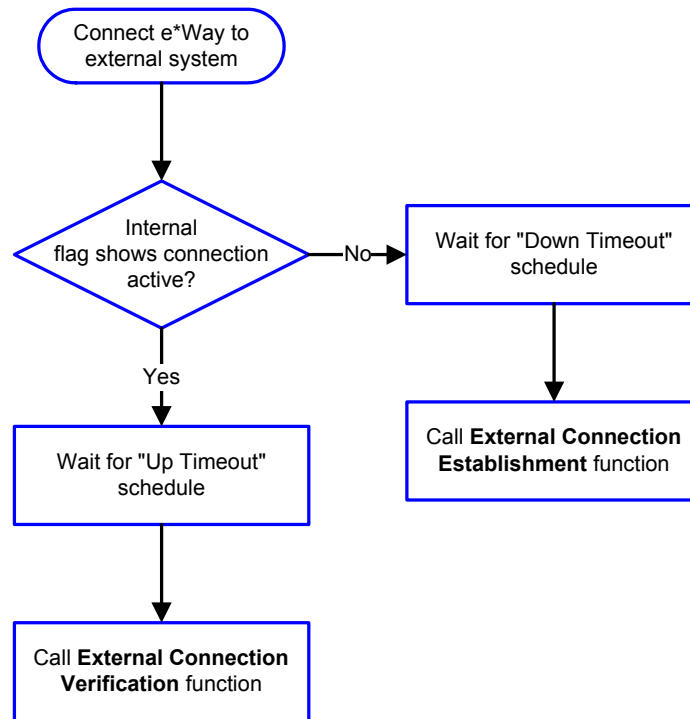 Connect e*Way to
external system
Internal
flag shows connection
active?
No
Wait for "Down Timeout"
schedule
Yes
Call External Connection
Establishment function
Wait for "Up Timeout"
schedule
Call External Connection
Verification function